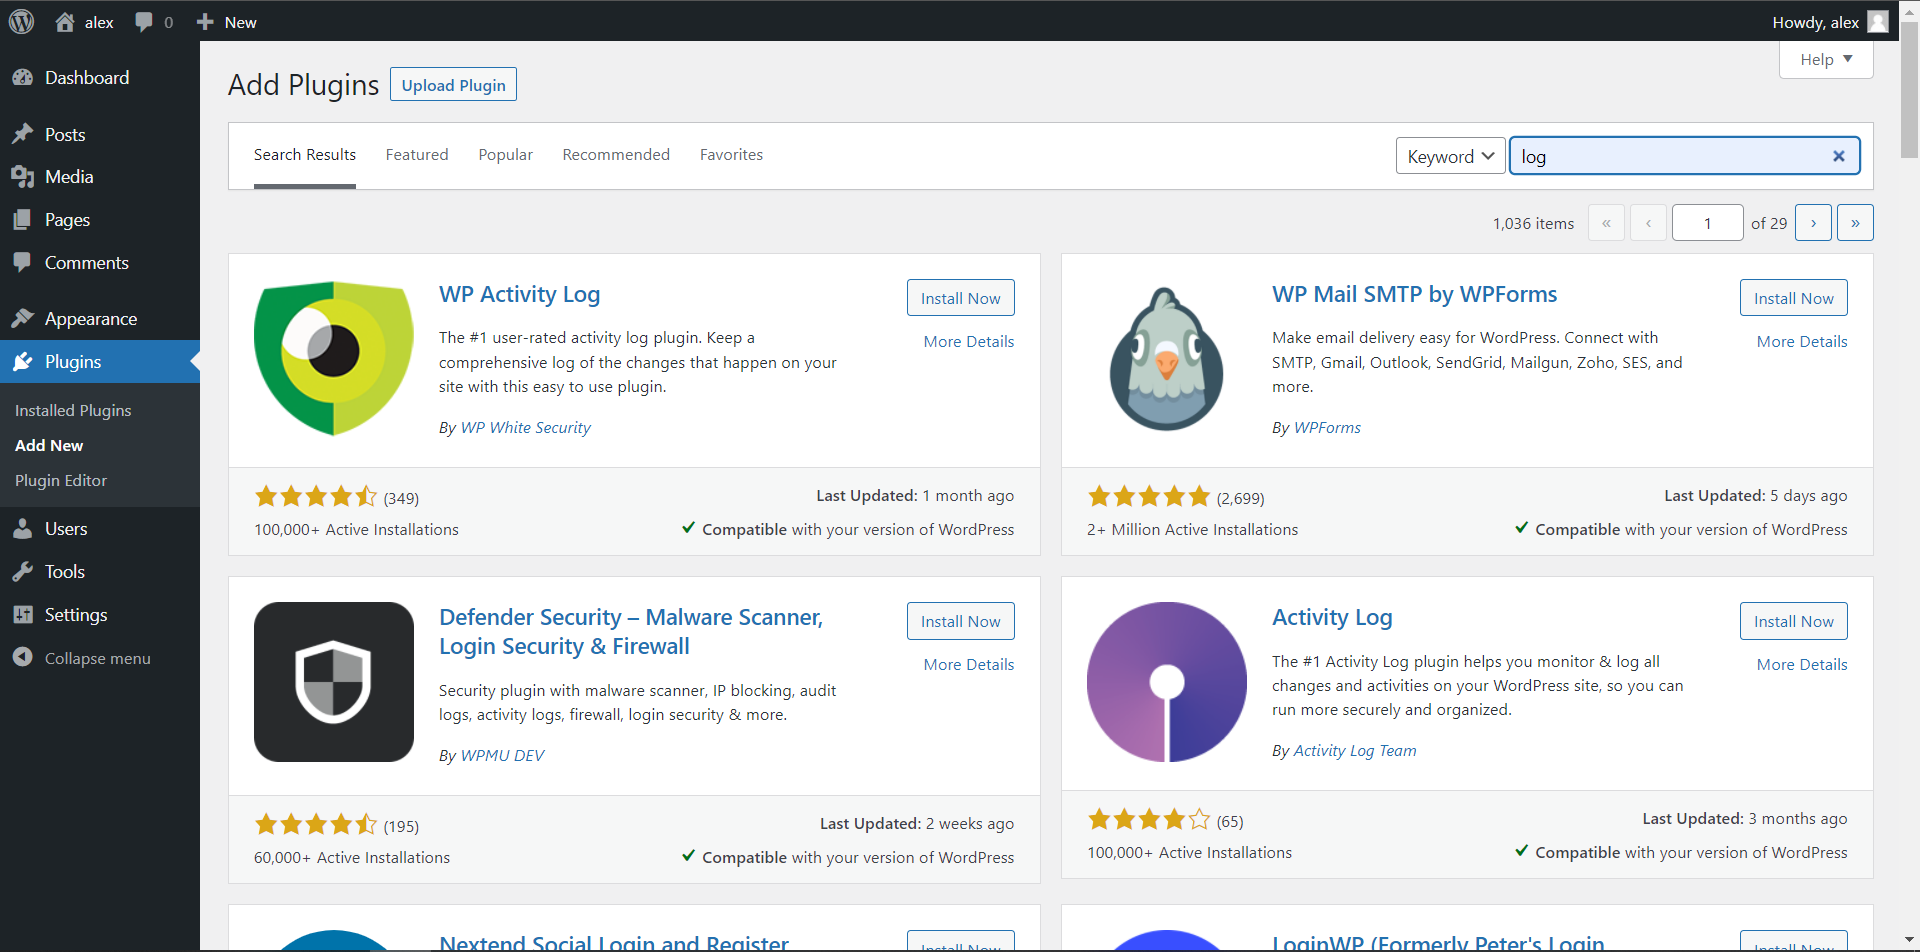 alex
0
New
Howdy, alex
Dashboard
Posts
Media
Pages
Comments
Appearance
Plugins
Installed Plugins
Add New
Plugin Editor
Users
Tools
Settings
Collapse menu
Help
Add Plugins
Upload Plugin
Search Results
Featured
Popular
Recommended
Favorites
Keyword
log
1,036 items
«
‹
1
of 29
›
»
WP Activity Log
Install Now
More Details
The #1 user-rated activity log plugin. Keep a
comprehensive log of the changes that happen on your
site with this easy to use plugin.
By WP White Security
(349)
Last Updated: 1 month ago
100,000+ Active Installations
Compatible with your version of WordPress
WP Mail SMTP by WPForms
Install Now
More Details
Make email delivery easy for WordPress. Connect with
SMTP, Gmail, Outlook, SendGrid, Mailgun, Zoho, SES, and
more.
By WPForms
(2,699)
Last Updated: 5 days ago
2+ Million Active Installations
Compatible with your version of WordPress
Defender Security – Malware Scanner,
Login Security & Firewall
Install Now
More Details
Security plugin with malware scanner, IP blocking, audit
logs, activity logs, firewall, login security & more.
By WPMU DEV
(195)
Last Updated: 2 weeks ago
60,000+ Active Installations
Compatible with your version of WordPress
Activity Log
Install Now
More Details
The #1 Activity Log plugin helps you monitor & log all
changes and activities on your WordPress site, so you can
run more securely and organized.
By Activity Log Team
(65)
Last Updated: 3 months ago
100,000+ Active Installations
Compatible with your version of WordPress
Nextend Social Login and Register
Install Now
LoginWP (Formerly Peter's Login
Install Now